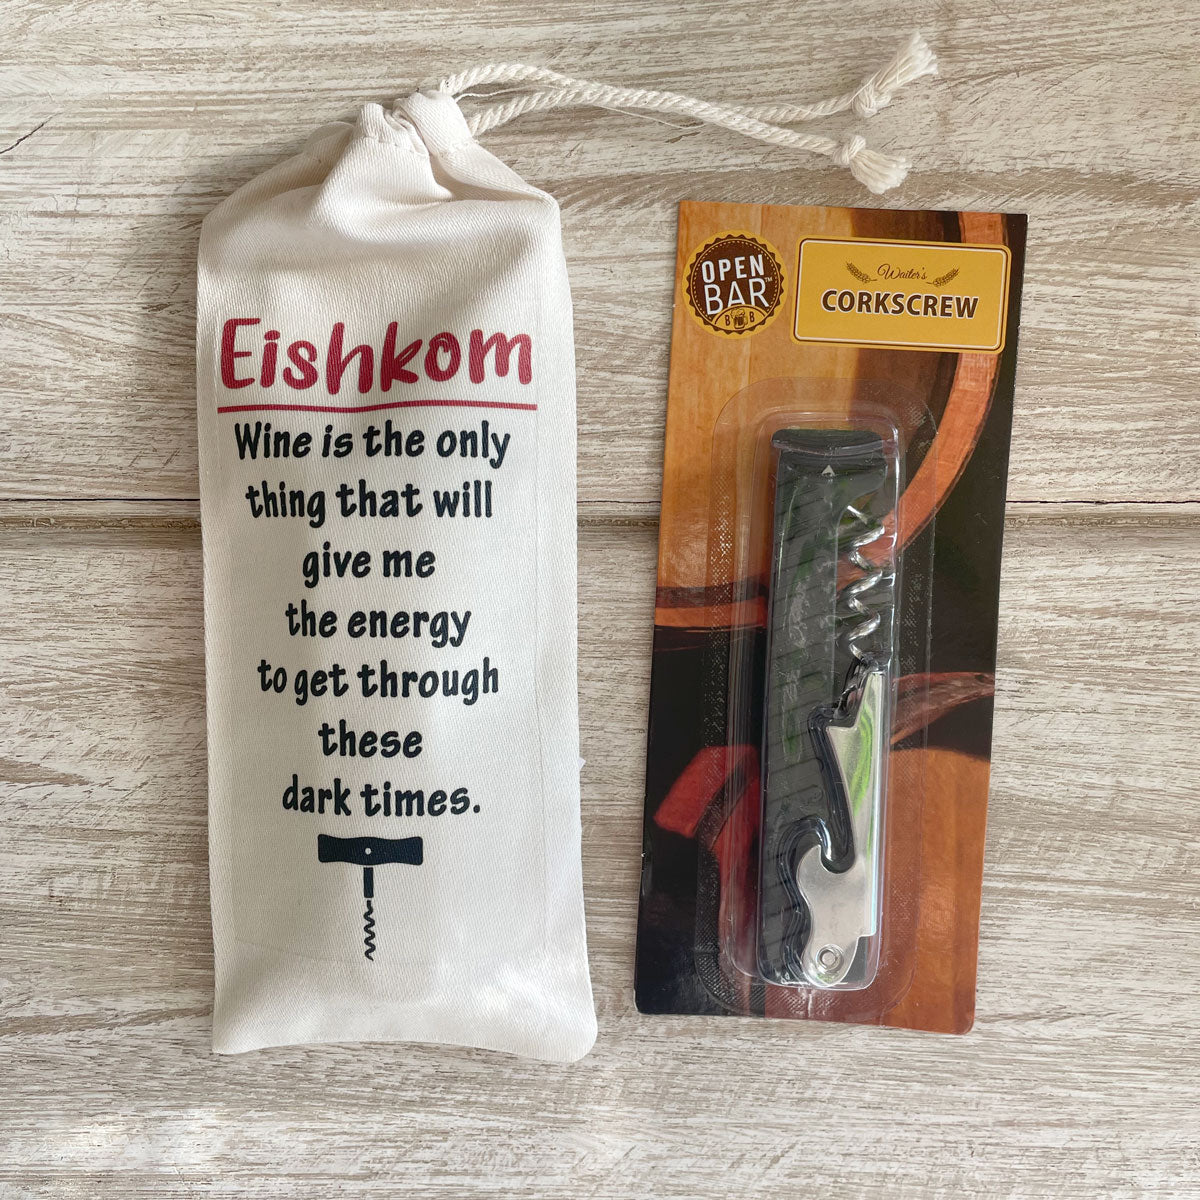 Eishkom
Wine is the only
thing that will
give me
the energy
to get through
these
dark times.
OPEN
BAR™
B B
Waiter's
CORKSCREW